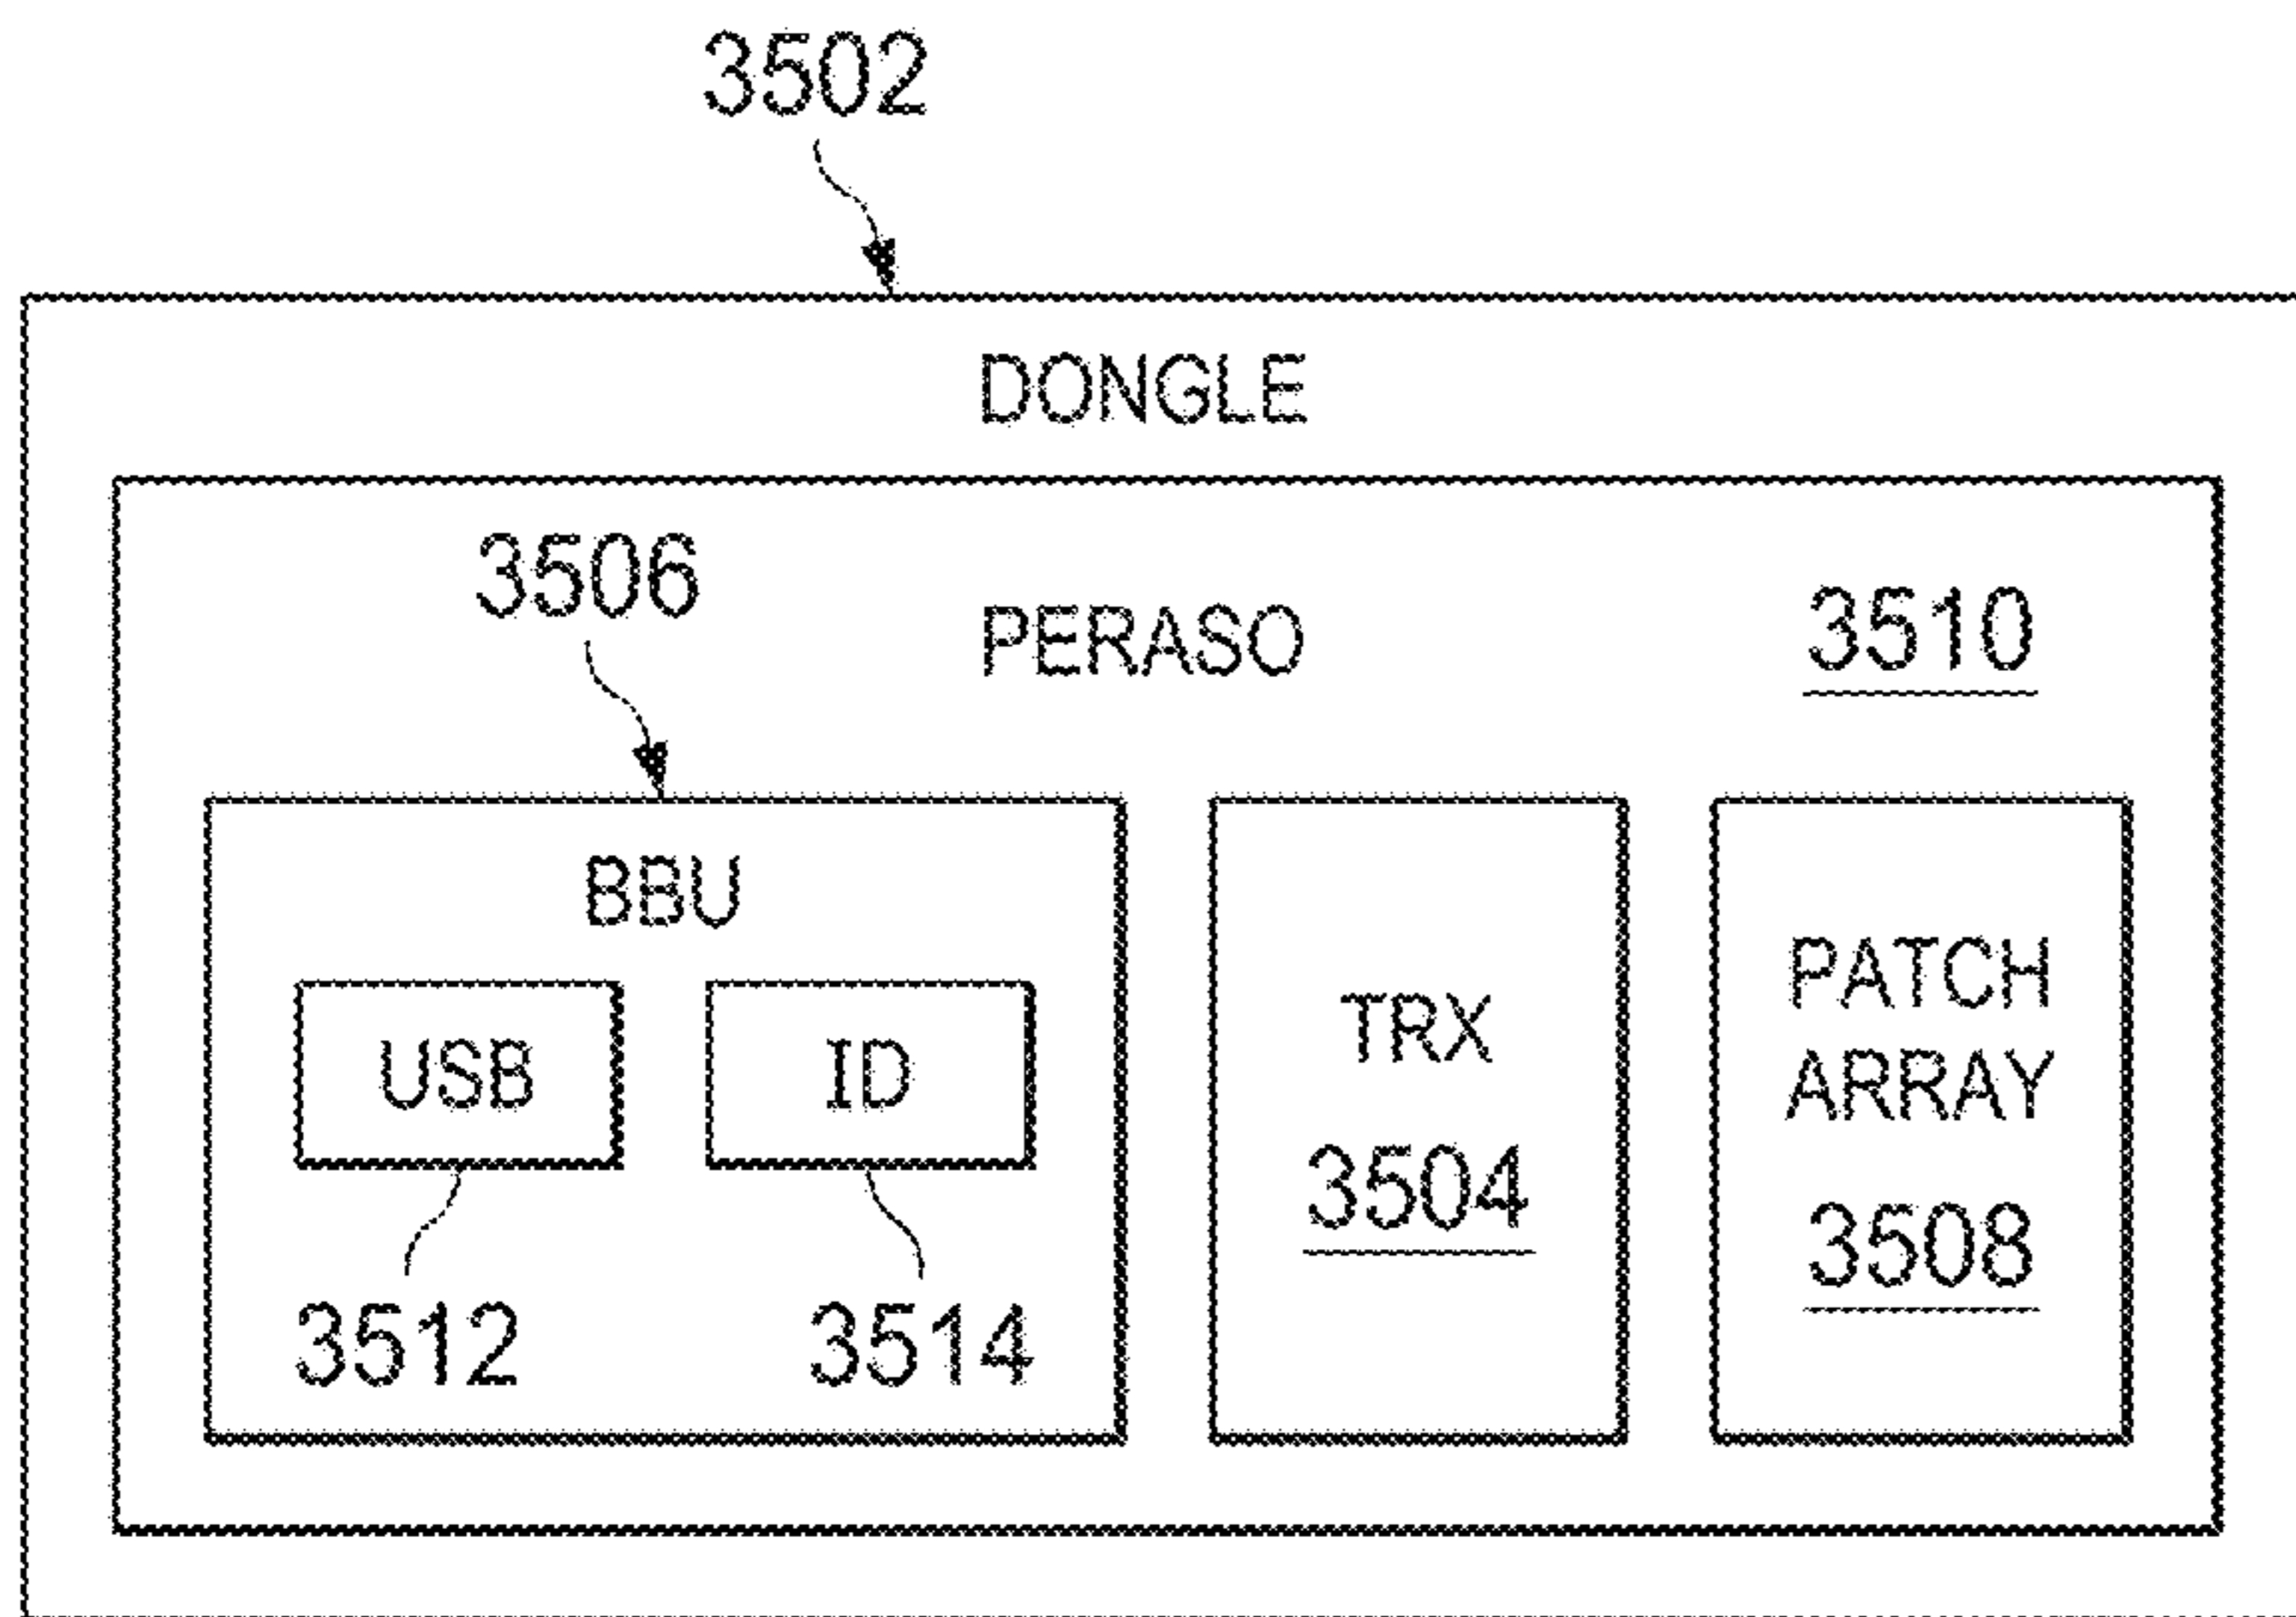 3502
DONGLE
3506
PERASO
3510
BBU
USB
ID
3512
3514
TRX
3504
PATCH
ARRAY
3508